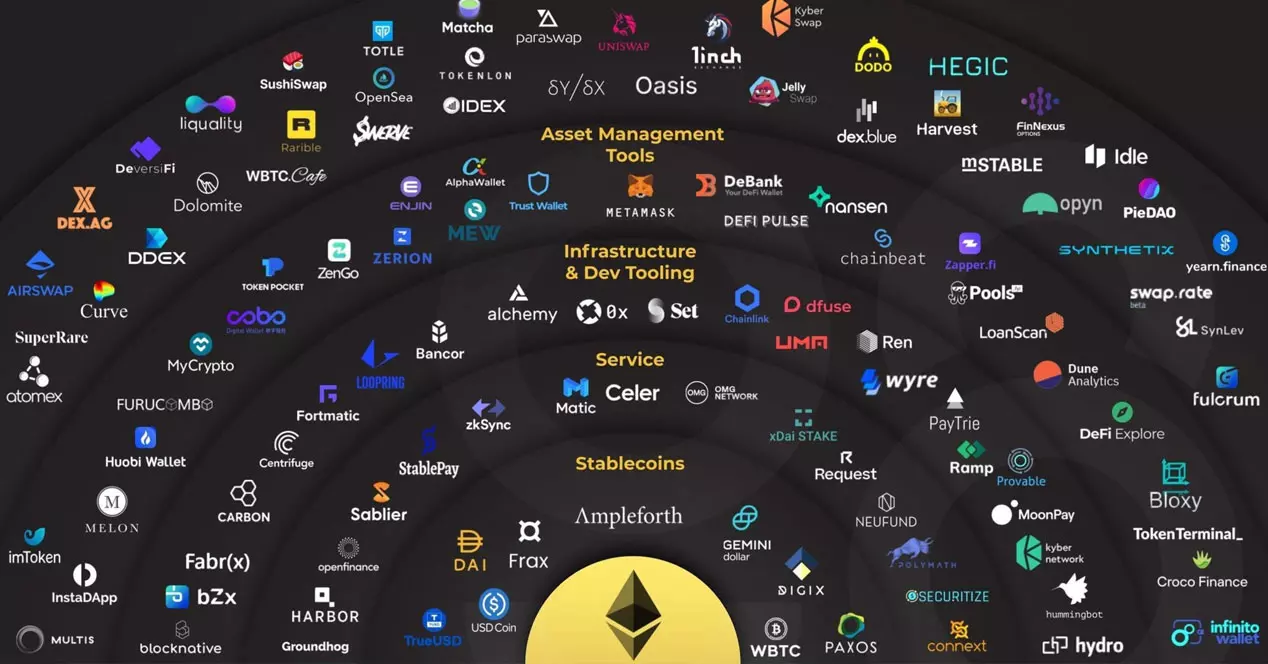 Matcha
paraswap
UNISWAP
1inch
EXCHANGE
Kyber
Swap
TOTLE
TOKENLON
DODO
HEGIC
SushiSwap
OpenSea
IDEX
δY/δX
Oasis
Jelly
Swap
liquality
Rarible
SWERVE
dex.blue
Harvest
FinNexus
OPTIONS
Asset Management
Tools
DeversiFi
WBTC.Cafe
mSTABLE
Idle
AlphaWallet
DEX.AG
Dolomite
ENJIN
Trust Wallet
METAMASK
DeBank
Your DeFi Wallet
nansen
opyn
PieDAO
MEW
DEFI PULSE
DDEX
ZERION
Infrastructure
& Dev Tooling
chainbeat
Zapper.fi
SYNTHETIX
yearn.finance
AIRSWAP
Curve
TOKEN POCKET
ZenGo
alchemy
0x
Set
Chainlink
dfuse
Pools
.fyi
swap.rate
beta
SuperRare
cobo
Digital Wallet
Bancor
UMA
Ren
LoanScan
SynLev
atomex
MyCrypto
LOOPRING
Service
Matic
Celer
OMG
OMG
NETWORK
wyre
Dune
Analytics
fulcrum
FURUCOMBO
Fortmatic
zkSync
PayTrie
DeFi Explore
xDai STAKE
Huobi Wallet
Centrifuge
StablePay
Stablecoins
Request
Ramp
Provable
Bloxy
M
MELON
CARBON
Sablier
Ampleforth
NEUFUND
MoonPay
TokenTerminal_
imToken
Fabr(x)
openfinance
DAI
Frax
GEMINI
dollar
POLYMATH
kyber
network
Croco Finance
InstaDApp
bZx
HARBOR
DIGIX
SECURITIZE
hummingbot
TrueUSD
USD Coin
MULTIS
blocknative
Groundhog
WBTC
PAXOS
connext
hydro
infinito
wallet